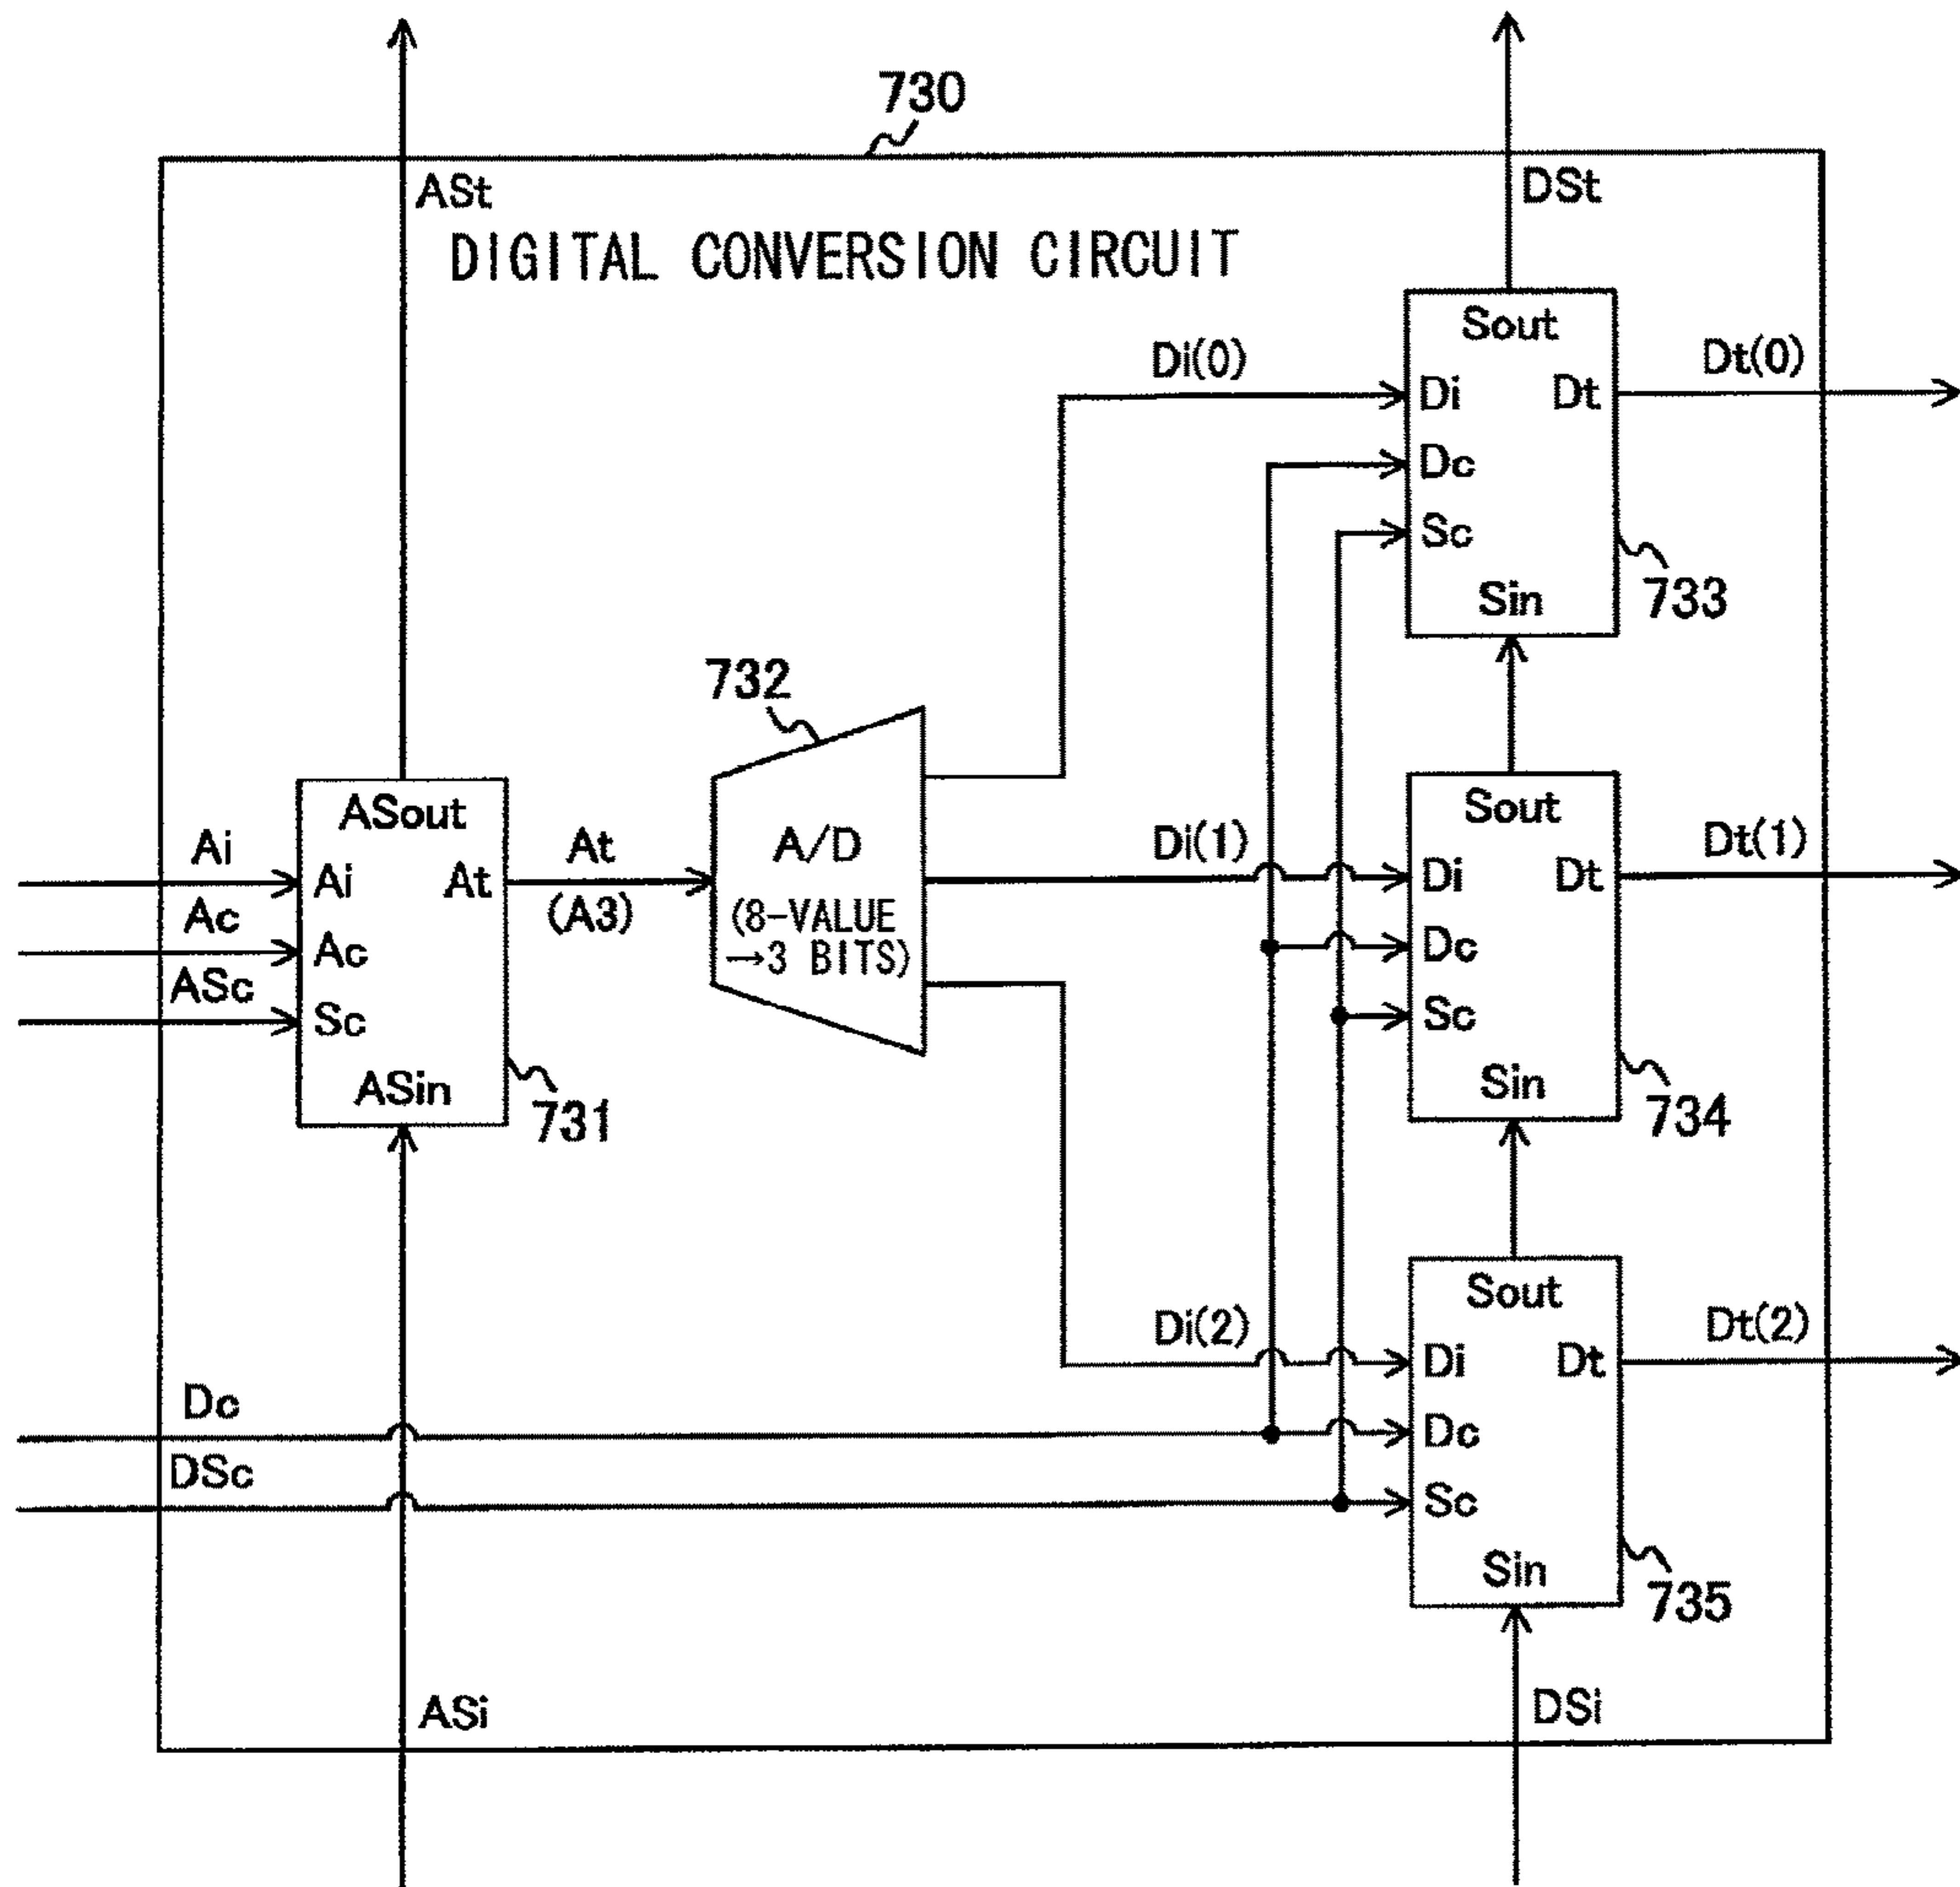 730
ASt
DSt
DIGITAL CONVERSION CIRCUIT
Sout
Di(0)
Dt(0)
Di
Dt
Dc
Sc
Sin
733
732
ASout
Sout
Ai
At
A/D
Di(1)
Dt(1)
Ai
At
Di
Dt
Ac
(A3)
(8-VALUE
→3 BITS)
Ac
Dc
ASc
Sc
Sc
ASin
Sin
731
734
Sout
Di(2)
Dt(2)
Di
Dt
Dc
Dc
DSc
Sc
Sin
735
ASi
DSi